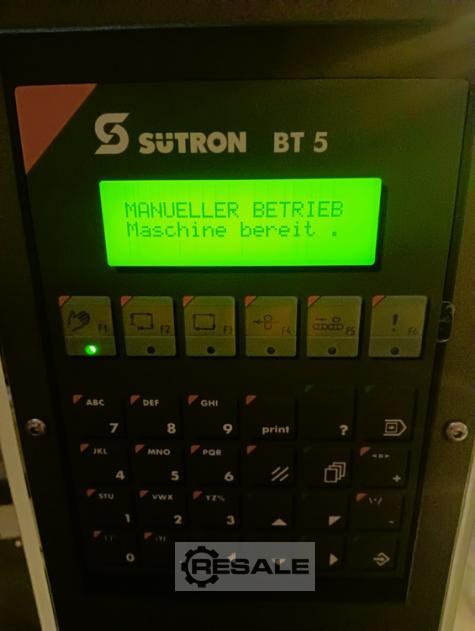 SÜTRON BT 5
MANUELLER BETRIEB
Maschine bereit .
F1 F2 F3 F4 ! F5 F6
ABC DEF GHI
7 8 9 print ?
JKL MNO PQR
4 5 6 +
STU VWX YZ%
1 2 3 -
0
RESALE